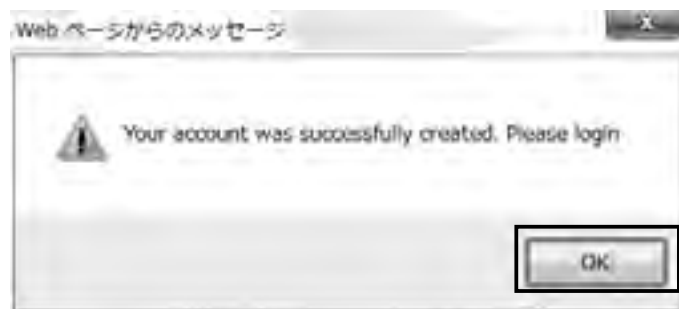 Web ページからのメッセージ
Your account was successfully created. Please login
OK